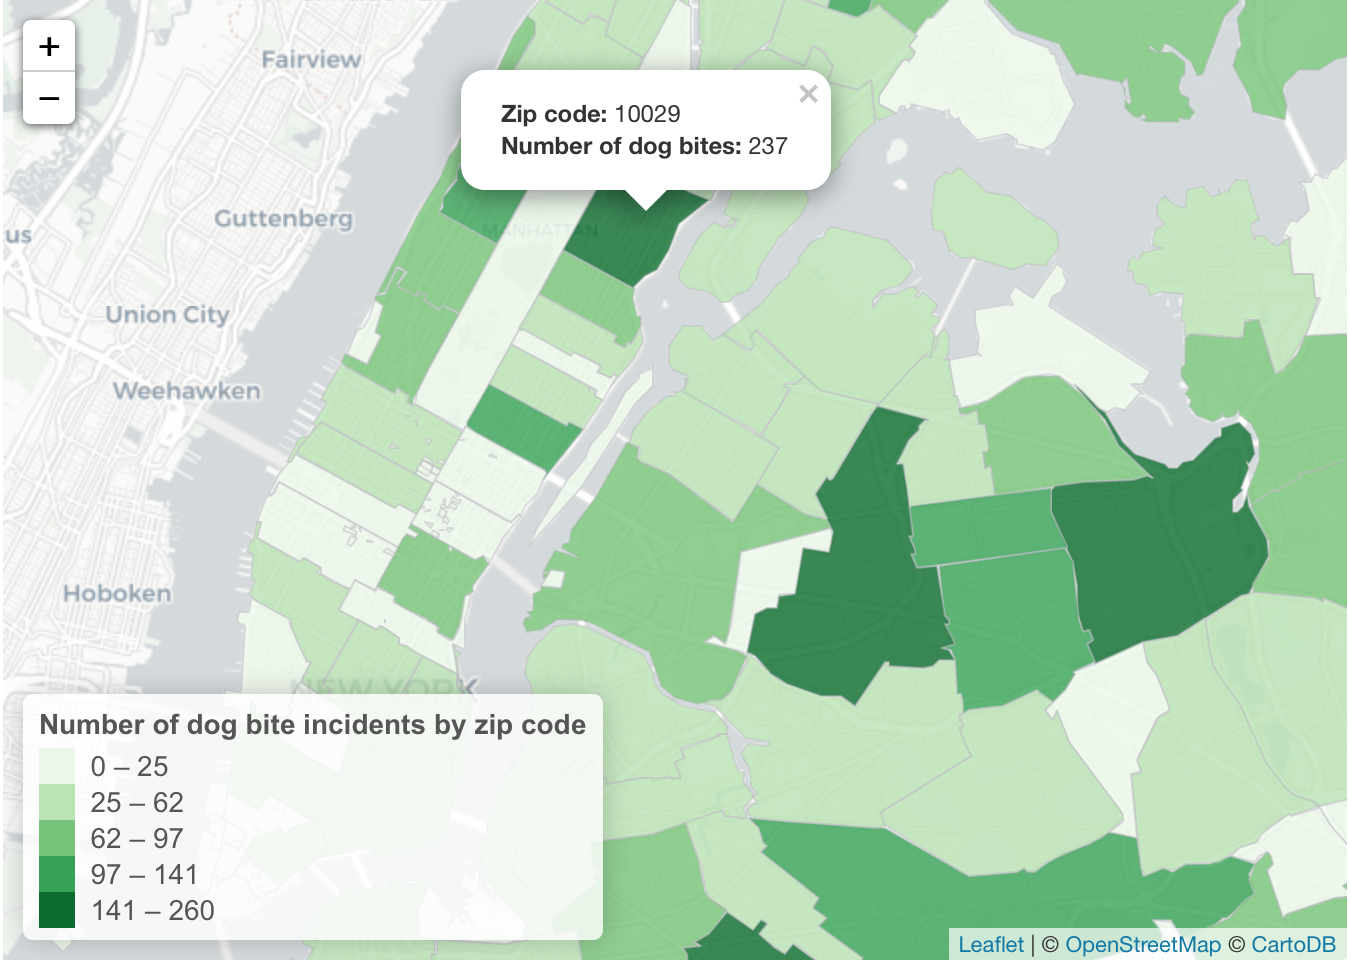 +
−
Fairview
×
Zip code: 10029
Number of dog bites: 237
Guttenberg
MANHATTAN
us
Union City
Weehawken
Hoboken
NEW YORK
Number of dog bite incidents by zip code
0 – 25
25 – 62
62 – 97
97 – 141
141 – 260
Leaflet | © OpenStreetMap © CartoDB